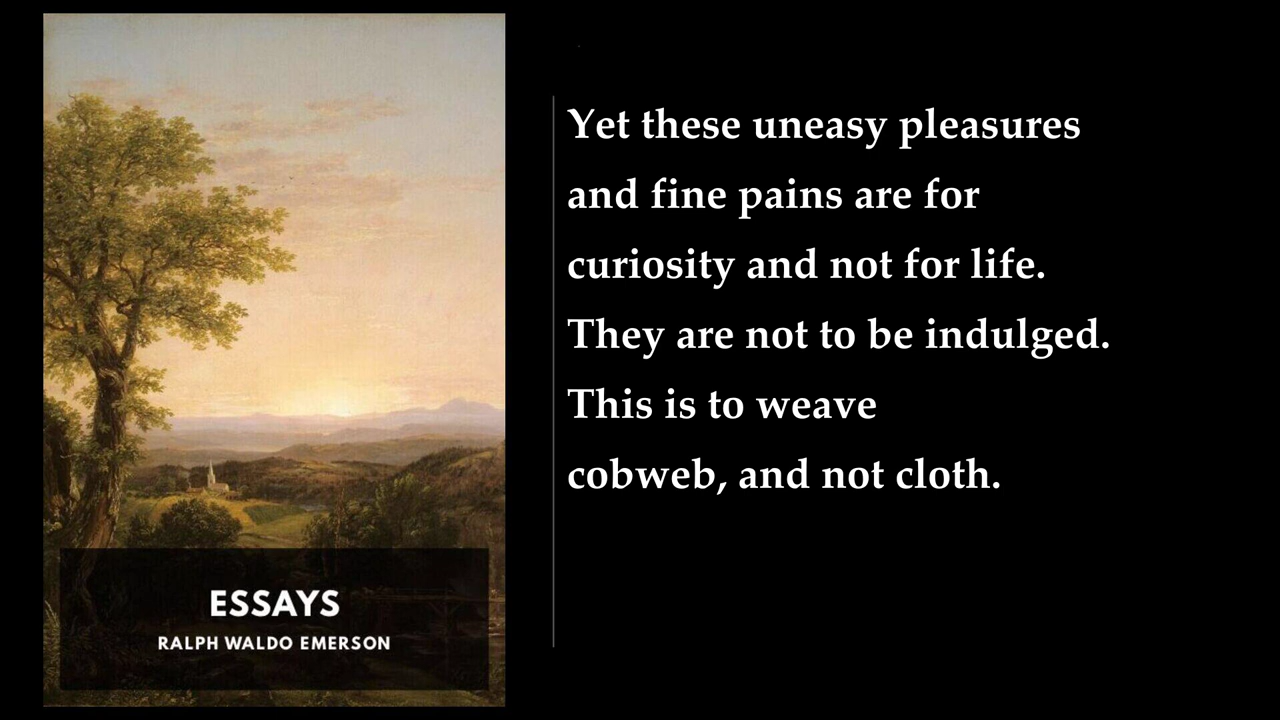 ESSAYS
RALPH WALDO EMERSON
Yet these uneasy pleasures
and fine pains are for
curiosity and not for life.
They are not to be indulged.
This is to weave
cobweb, and not cloth.